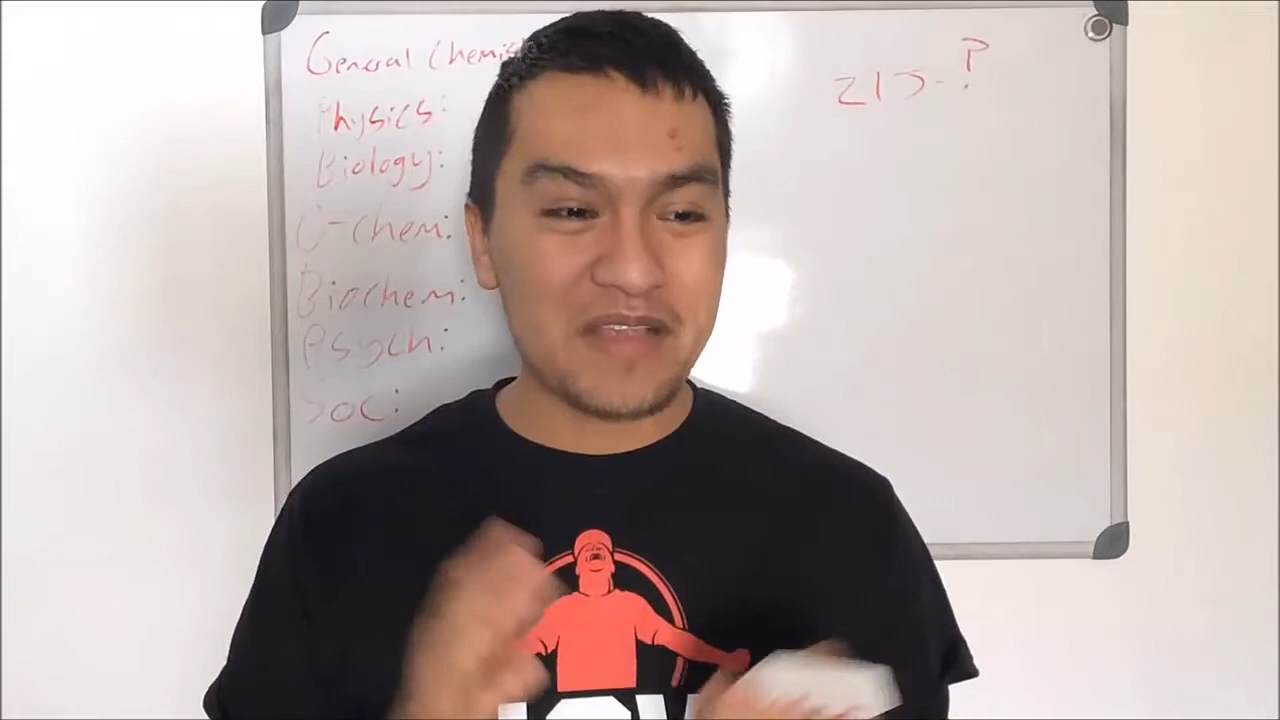 General Chemis
Physics:
Biology:
O-chem:
Biochem:
Psych:
Soc: